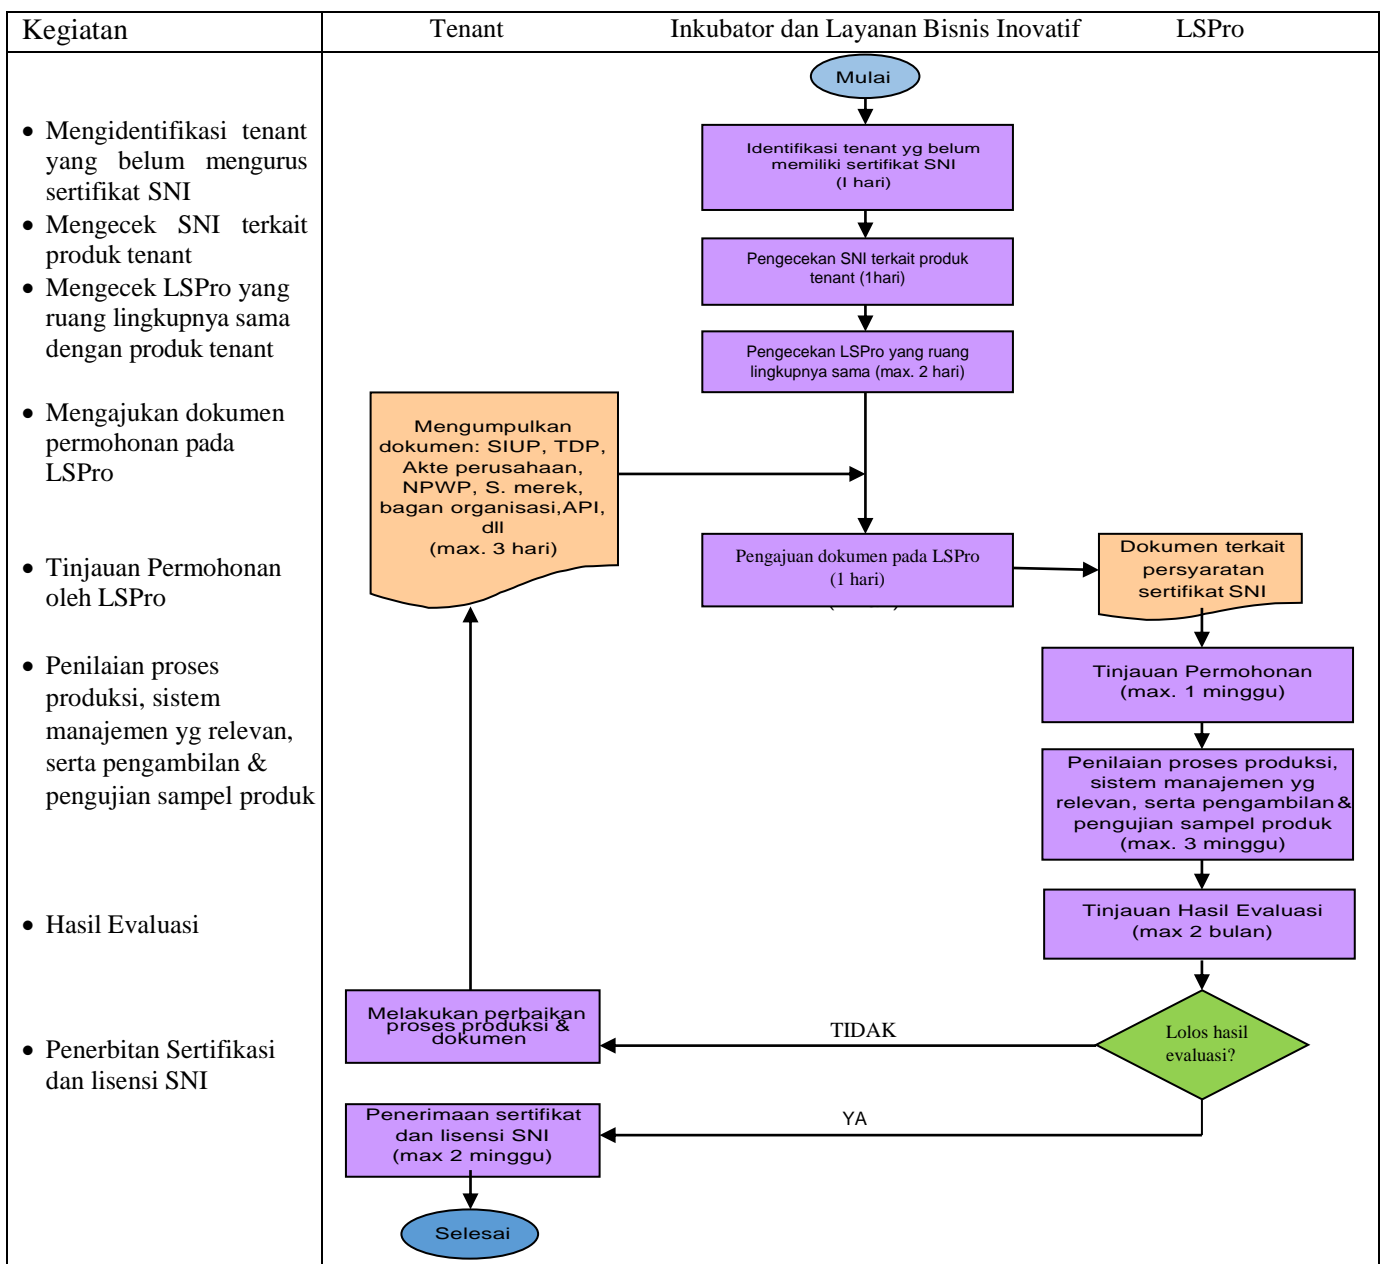 Kegiatan
Tenant
Inkubator dan Layanan Bisnis Inovatif
LSPro
• Mengidentifikasi tenant
yang belum mengurus
sertifikat SNI
• Mengecek SNI terkait
produk tenant
• Mengecek LSPro yang
ruang lingkupnya sama
dengan produk tenant
• Mengajukan dokumen
permohonan pada
LSPro
• Tinjauan Permohonan
oleh LSPro
• Penilaian proses
produksi, sistem
manajemen yg relevan,
serta pengambilan &
pengujian sampel produk
• Hasil Evaluasi
• Penerbitan Sertifikasi
dan lisensi SNI
Mulai
Identifikasi tenant yg belum
memiliki sertifikat SNI
(I hari)
Pengecekan SNI terkait produk
tenant (1hari)
Pengecekan LSPro yang ruang
lingkupnya sama (max. 2 hari)
Mengumpulkan
dokumen: SIUP, TDP,
Akte perusahaan,
NPWP, S. merek,
bagan organisasi,API,
dll
(max. 3 hari)
Pengajuan dokumen pada LSPro
(1 hari)
Dokumen terkait
persyaratan
sertifikat SNI
Tinjauan Permohonan
(max. 1 minggu)
Penilaian proses produksi,
sistem manajemen yg
relevan, serta pengambilan &
pengujian sampel produk
(max. 3 minggu)
Tinjauan Hasil Evaluasi
(max 2 bulan)
Lolos hasil
evaluasi?
TIDAK
Melakukan perbaikan
proses produksi &
dokumen
YA
Penerimaan sertifikat
dan lisensi SNI
(max 2 minggu)
Selesai